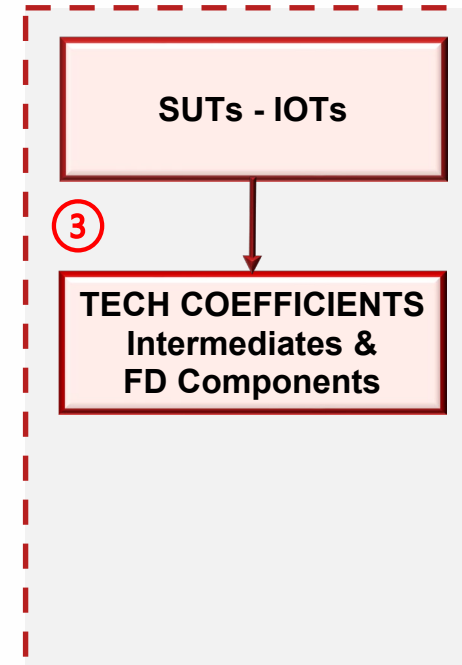 SUTs - IOTs
③
TECH COEFFICIENTS
Intermediates &
FD Components